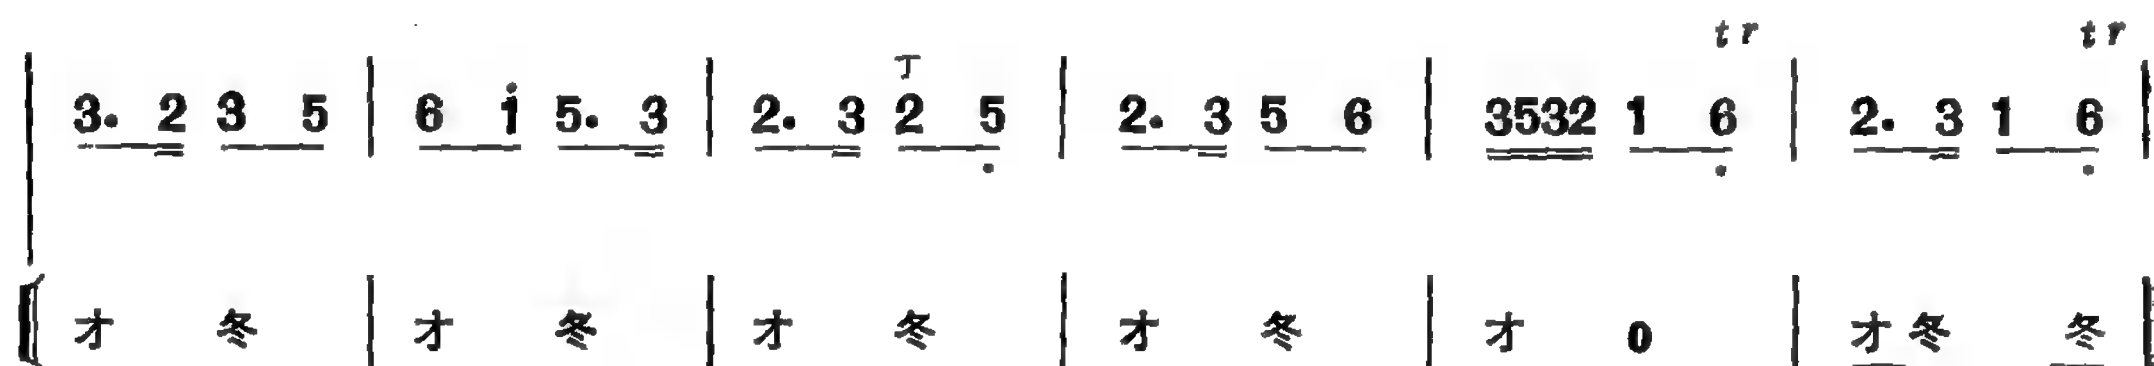 tr tr
丁
3. 2 3 5 | 6 i 5. 3 | 2. 3 2 5 | 2. 3 5 6 | 3532 1 6 | 2. 3 1 6 |
才 冬 | 才 冬 | 才 冬 | 才 冬 | 才 0 | 才 冬 冬 |